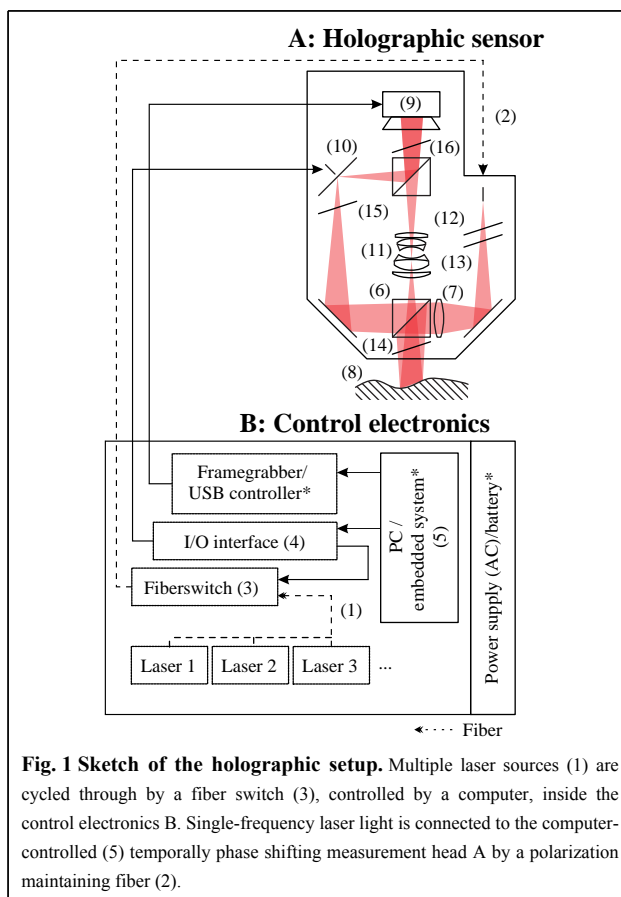 A: Holographic sensor
(9)
(2)
(10)
(16)
(15)
(12)
(11)
(13)
(6)
(7)
(14)
(8)
B: Control electronics
Framegrabber/
USB controller*
I/O interface (4)
Fiberswitch (3)
(1)
PC /
embedded system*
(5)
Power supply (AC)/battery*
Laser 1
Laser 2
Laser 3
...
Fiber
Fig. 1 Sketch of the holographic setup. Multiple laser sources (1) are
cycled through by a fiber switch (3), controlled by a computer, inside the
control electronics B. Single-frequency laser light is connected to the computer-
controlled (5) temporally phase shifting measurement head A by a polarization
maintaining fiber (2).